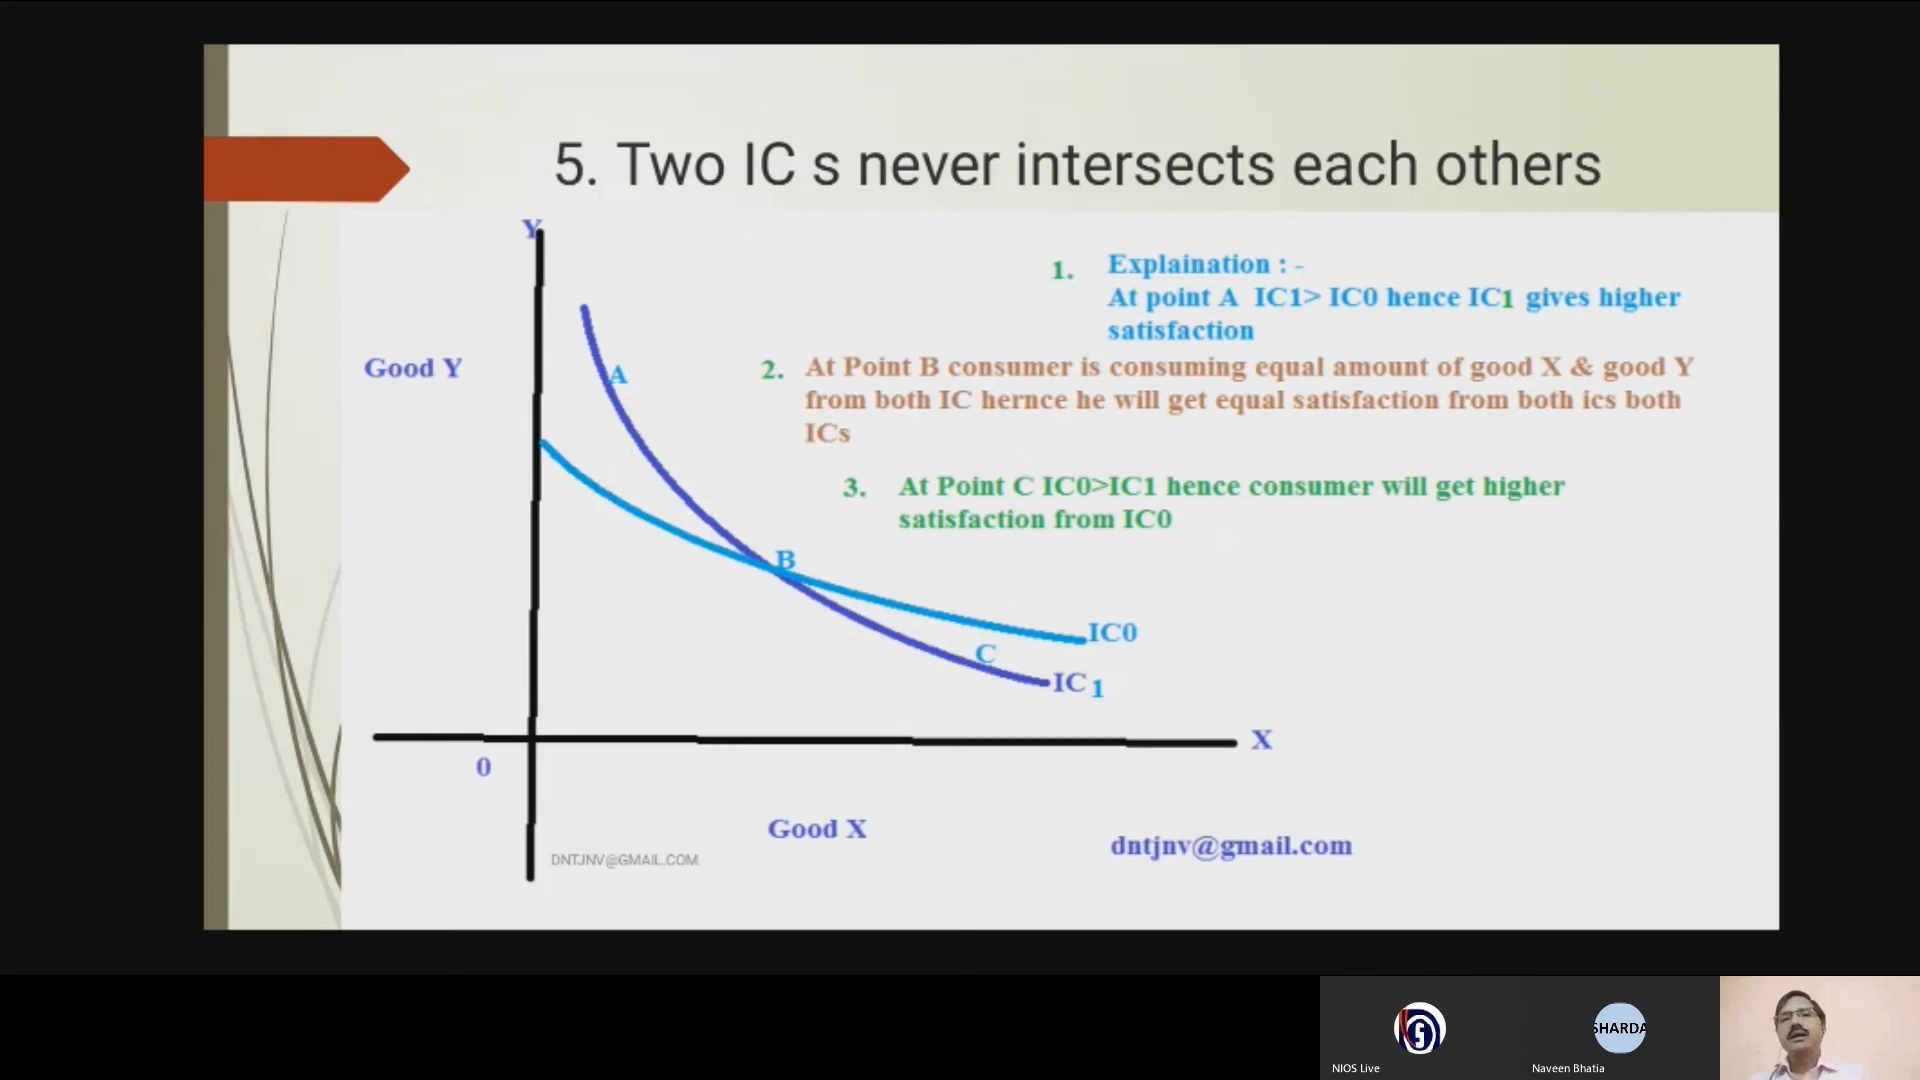 5. Two IC s never intersects each others
Y
1. Explaination : -
At point A IC1> IC0 hence IC1 gives higher
satisfaction
Good Y
A
2. At Point B consumer is consuming equal amount of good X & good Y
from both IC hernce he will get equal satisfaction from both ics both
ICs
3. At Point C IC0>IC1 hence consumer will get higher
satisfaction from IC0
B
IC0
C
IC 1
X
0
Good X
dntjnv@gmail.com
DNTJNV@GMAIL.COM
SHARDA
NIOS Live
Naveen Bhatia